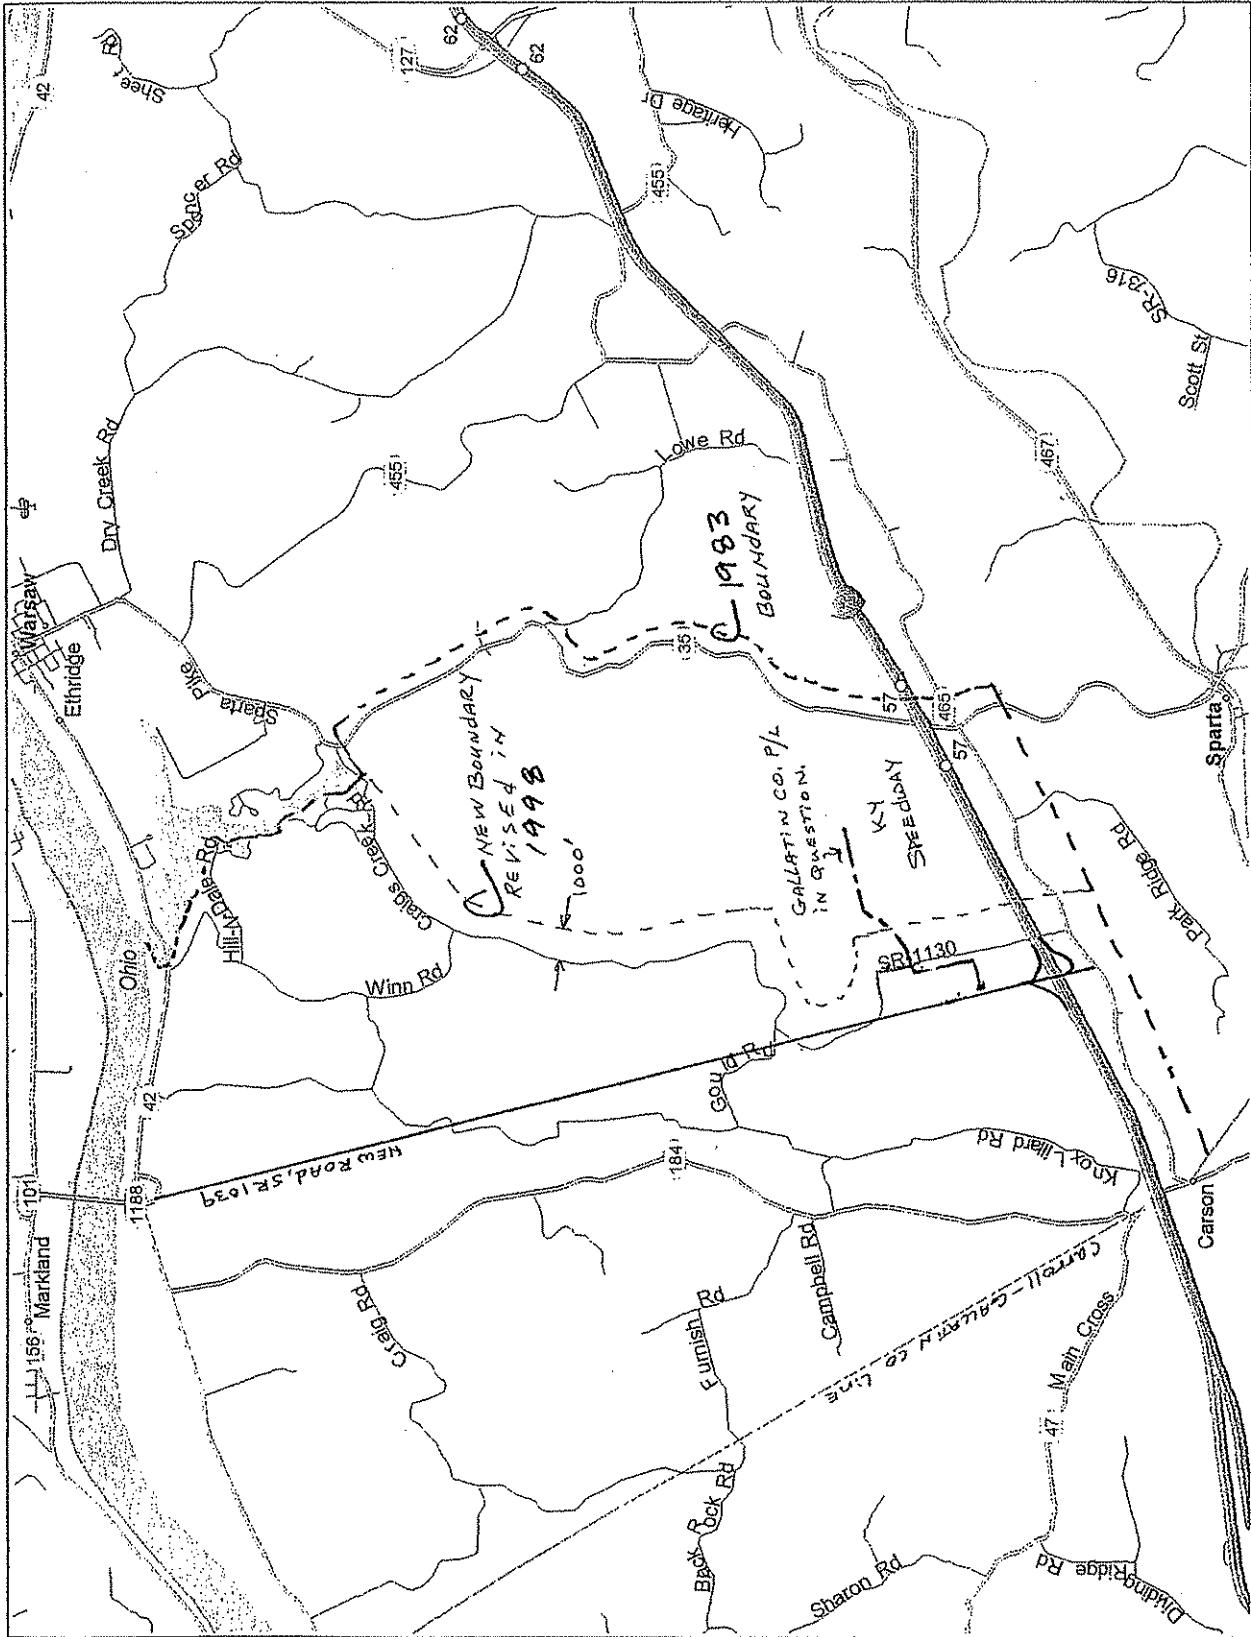 42
Sheet Rd
127
62
62
Spencer Rd
Heritage Dr
455
SR-7316
Scott St
Dry Creek Rd
455
Lowe Rd
467
Warsaw
Ethridge
Sparta Pike
35
1983
BOUNDARY
57
465
57
Sparta
NEW BOUNDARY
REVISED IN
1998
1000'
GALLATIN CO. P/L
IN QUESTION.
KY
SPEEDWAY
Park Ridge Rd
Craigs Creek Rd
Hill-N-Dale Rd
Ohio
Winn Rd
SR-1130
Gould Rd
42
NEW ROAD, SR 1039
101
1188
184
Knox Lillard Rd
Carson
Markland
156
Craig Rd
Furnish Rd
Campbell Rd
CARROLL-GALLATIN CO LINE
47
Main Cross
Buck Rock Rd
Sharon Rd
Dividing Ridge Rd